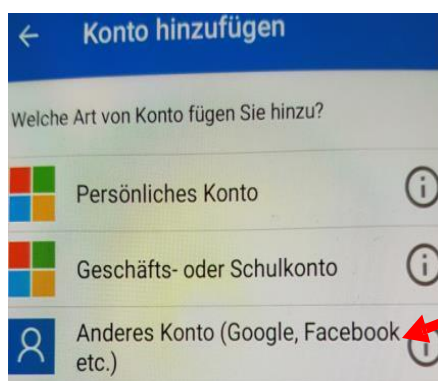 Konto hinzufügen
Welche Art von Konto fügen Sie hinzu?
Persönliches Konto
Geschäfts- oder Schulkonto
Anderes Konto (Google, Facebook
etc.)